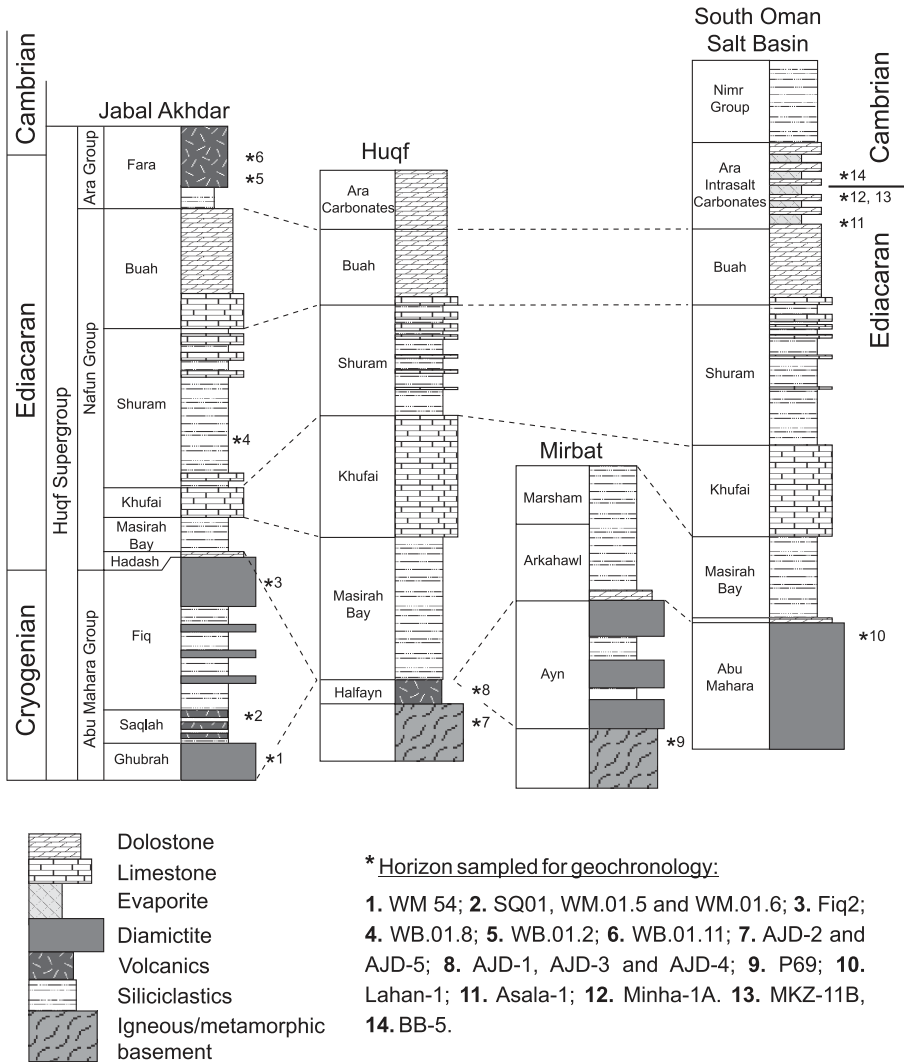 South Oman
Salt Basin
Cambrian
Jabal Akhdar
Huqf
Mirbat
Ediacaran
Cryogenian
Huqf Supergroup
Ara Group
Nafun Group
Abu Mahara Group
Fara
Buah
Shuram
Khufai
Masirah
Bay
Hadash
Fiq
Saqlah
Ghubrah
*6
*5
*4
*3
*2
*1
Ara
Carbonates
Buah
Shuram
Khufai
Masirah
Bay
Halfayn
*8
*7
Marsham
Arkahawl
Ayn
*9
Nimr
Group
Ara
Intrasalt
Carbonates
Buah
Shuram
Khufai
Masirah
Bay
Abu
Mahara
*14
*12, 13
*11
*10
Cambrian
Ediacaran
Dolostone
Limestone
Evaporite
Diamictite
Volcanics
Siliciclastics
Igneous/metamorphic
basement
* Horizon sampled for geochronology:
1. WM 54; 2. SQ01, WM.01.5 and WM.01.6; 3. Fiq2;
4. WB.01.8; 5. WB.01.2; 6. WB.01.11; 7. AJD-2 and
AJD-5; 8. AJD-1, AJD-3 and AJD-4; 9. P69; 10.
Lahan-1; 11. Asala-1; 12. Minha-1A. 13. MKZ-11B,
14. BB-5.